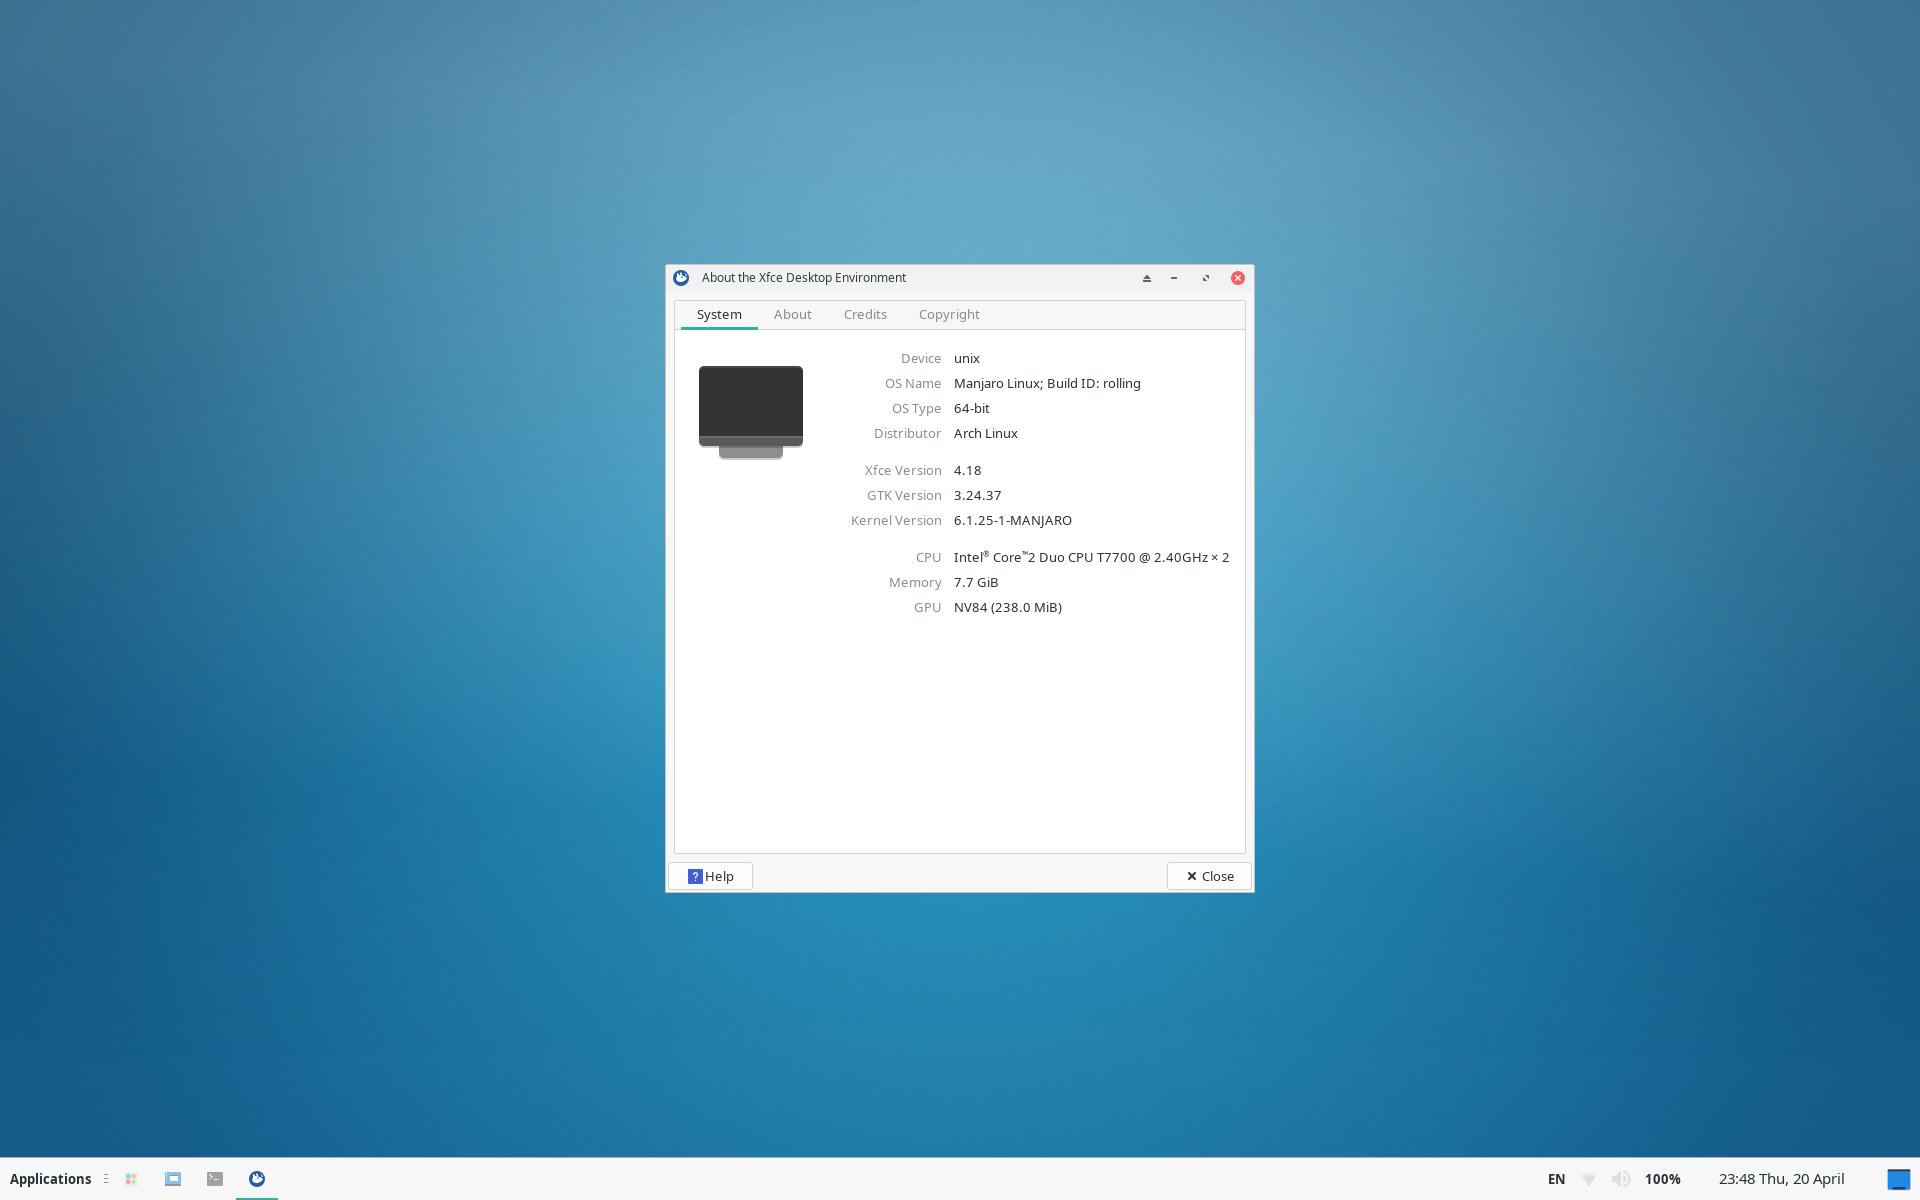 About the Xfce Desktop Environment
System About Credits Copyright
Device unix
OS Name Manjaro Linux; Build ID: rolling
OS Type 64-bit
Distributor Arch Linux
Xfce Version 4.18
GTK Version 3.24.37
Kernel Version 6.1.25-1-MANJARO
CPU Intel® Core™2 Duo CPU T7700 @ 2.40GHz × 2
Memory 7.7 GiB
GPU NV84 (238.0 MiB)
? Help
Close
Applications EN 100% 23:48 Thu, 20 April